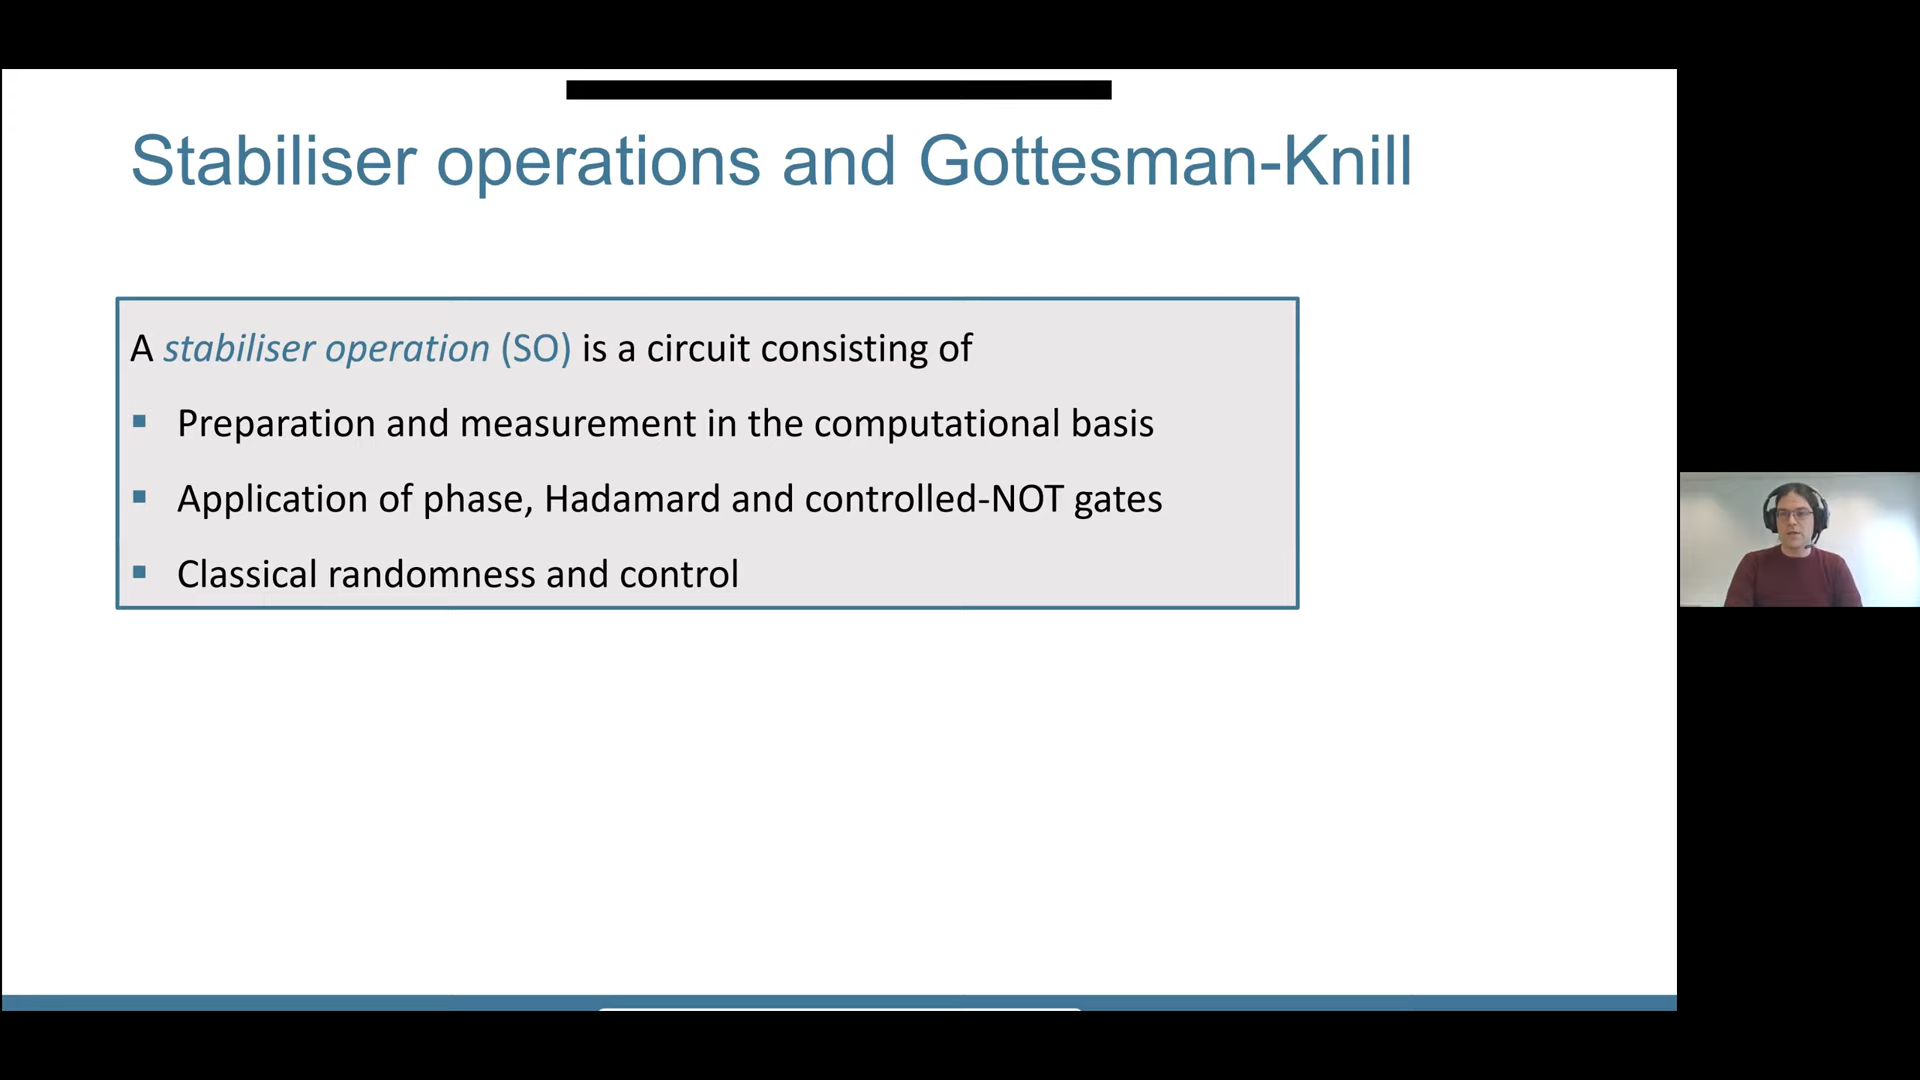 Stabiliser operations and Gottesman-Knill
A stabiliser operation (SO) is a circuit consisting of
▪ Preparation and measurement in the computational basis
▪ Application of phase, Hadamard and controlled-NOT gates
▪ Classical randomness and control